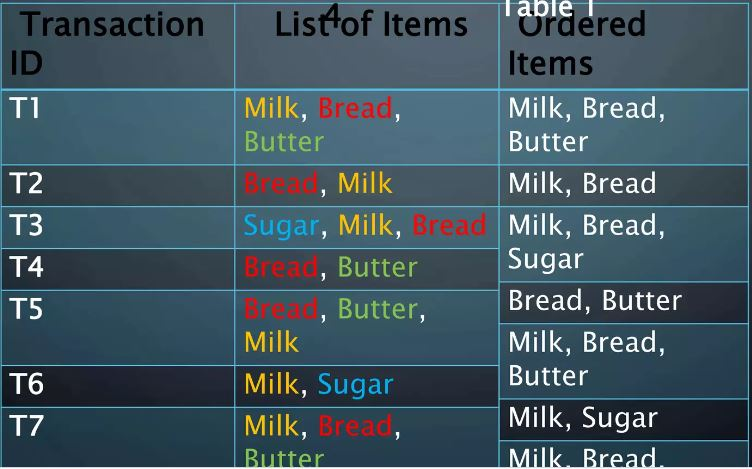 4
Table 1
Transaction ID | List of Items | Ordered Items
T1 | Milk, Bread, Butter | Milk, Bread, Butter
T2 | Bread, Milk | Milk, Bread
T3 | Sugar, Milk, Bread | Milk, Bread, Sugar
T4 | Bread, Butter | Bread, Butter
T5 | Bread, Butter, Milk | Milk, Bread, Butter
T6 | Milk, Sugar | Milk, Sugar
T7 | Milk, Bread, Butter | Milk, Bread,